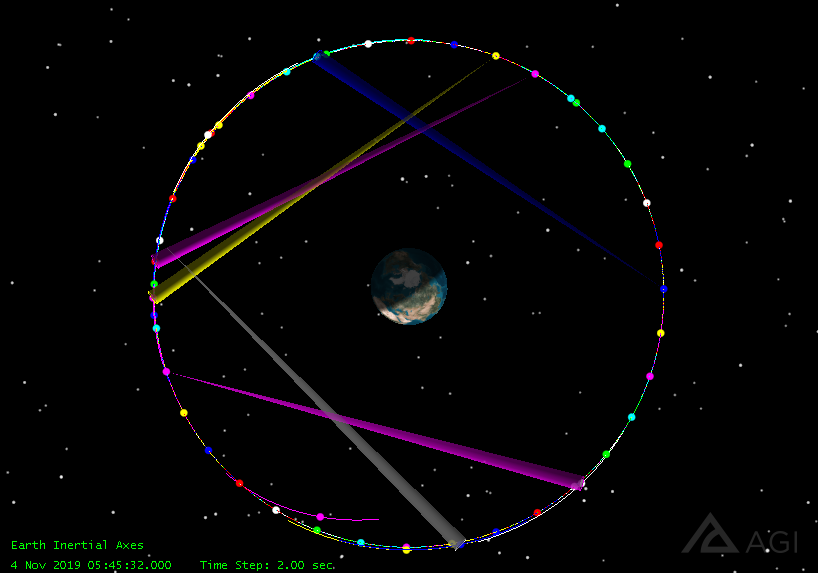 AGI
Earth Inertial Axes
4 Nov 2019 05:45:32.000 Time Step: 2.00 sec.